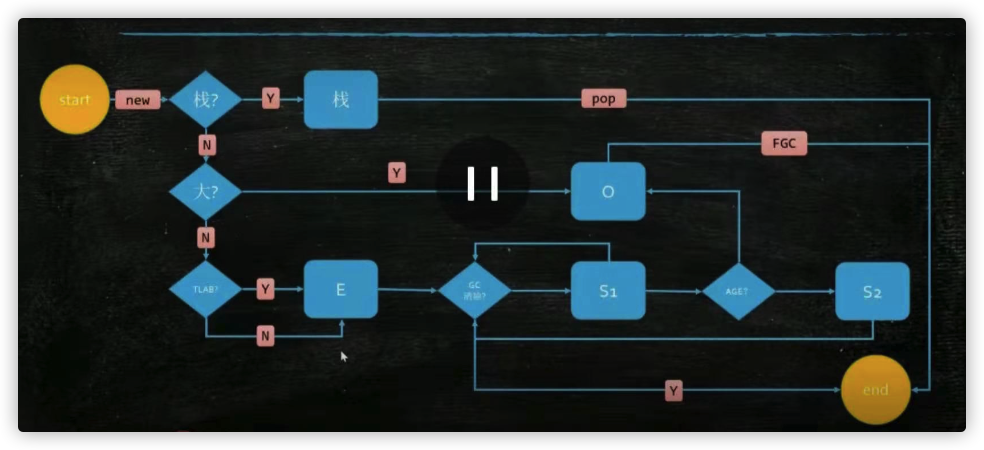 start
new
栈?
Y
栈
pop
N
FGC
大?
Y
O
N
TLAB?
Y
E
GC
清除?
S1
AGE?
S2
N
Y
end